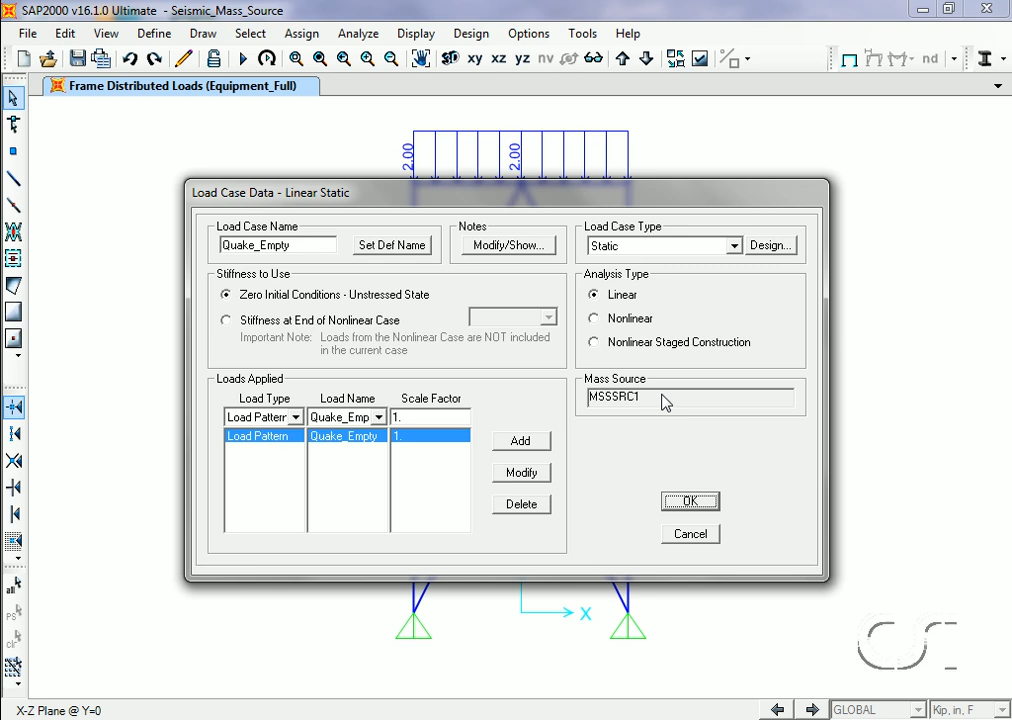 SAP2000 v16.1.0 Ultimate - Seismic_Mass_Source
File Edit View Define Draw Select Assign Analyze Display Design Options Tools Help
3D xy xz yz nv nd
Frame Distributed Loads (Equipment_Full)
2.00 2.00
Load Case Data - Linear Static
Load Case Name
Quake_Empty
Set Def Name
Notes
Modify/Show...
Load Case Type
Static
Design...
Stiffness to Use
Zero Initial Conditions - Unstressed State
Stiffness at End of Nonlinear Case
Important Note: Loads from the Nonlinear Case are NOT included
in the current case
Analysis Type
Linear
Nonlinear
Nonlinear Staged Construction
Loads Applied
Load Type Load Name Scale Factor
Load Pattern Quake_Emp 1.
Load Pattern Quake_Empty 1.
Add
Modify
Delete
Mass Source
MSSSRC1
OK
Cancel
X
all
PS
clr
CSI
X-Z Plane @ Y=0
GLOBAL
Kip, in, F